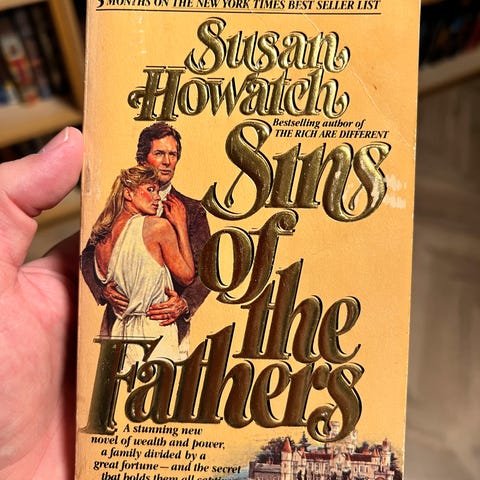 5 MONTHS ON THE NEW YORK TIMES BEST SELLER LIST
Susan
Howatch
Bestselling author of
THE RICH ARE DIFFERENT
Sins
of
the
Fathers
A stunning new
novel of wealth and power,
a family divided by a
great fortune—and the secret
that holds them all